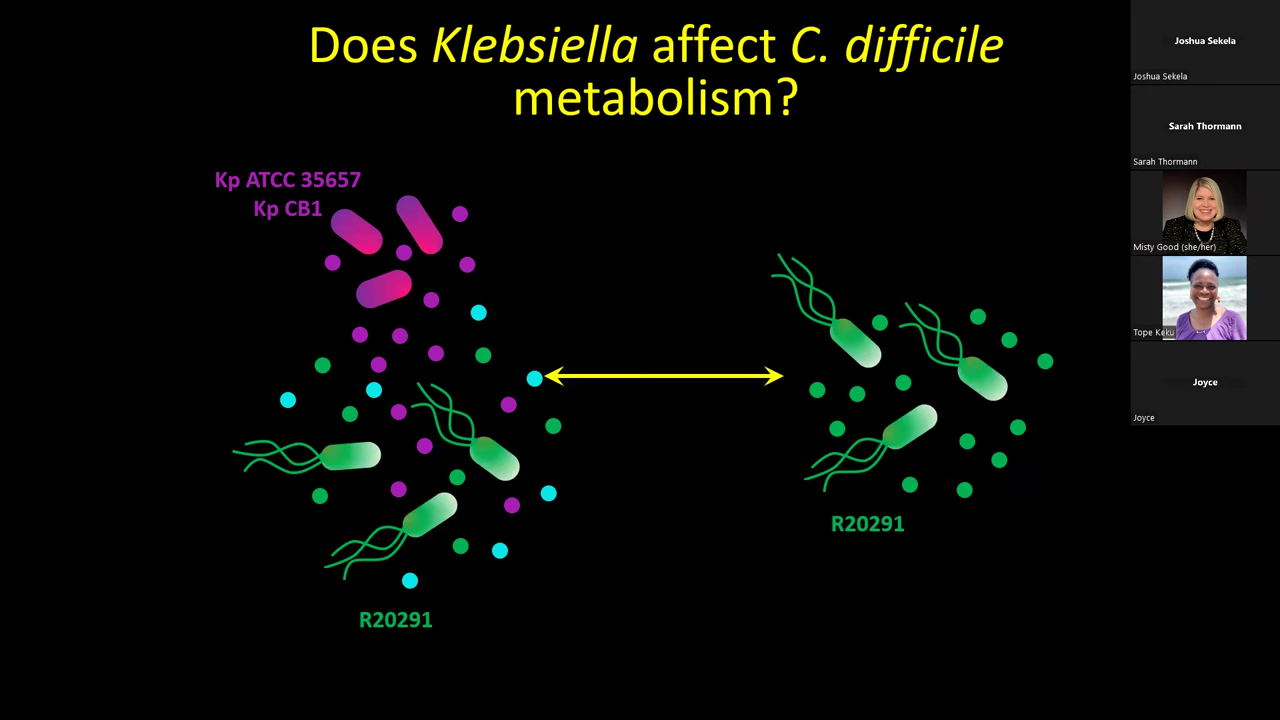 Does Klebsiella affect C. difficile
metabolism?
Kp ATCC 35657
Kp CB1
R20291
R20291
Joshua Sekela
Joshua Sekela
Sarah Thormann
Sarah Thormann
Misty Good (she/her)
Tope Keku
Joyce
Joyce